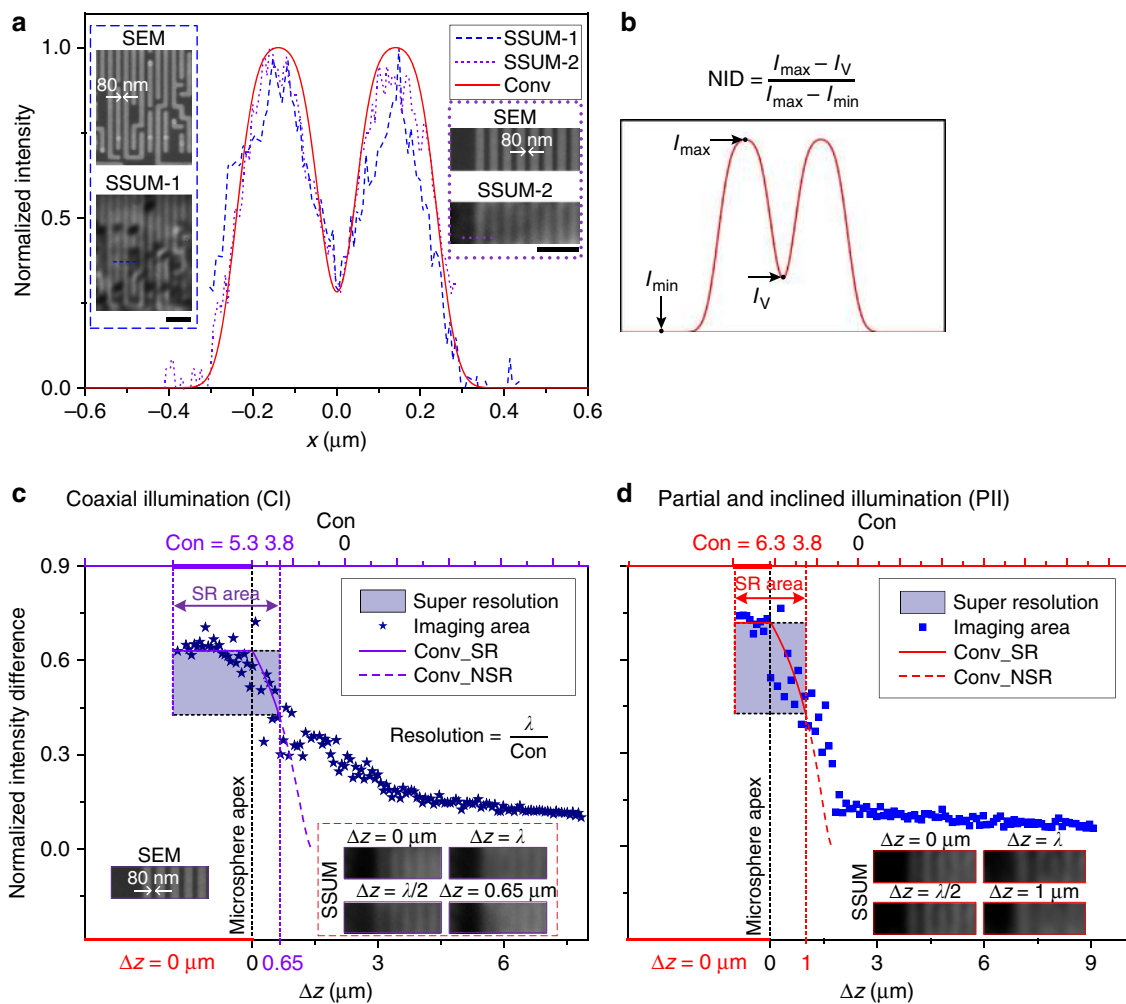 a
SEM
80 nm
SSUM-1
SSUM-1
SSUM-2
Conv
SEM
80 nm
SSUM-2
Normalized intensity
1.0
0.5
0.0
−0.6 −0.4 −0.2 0.0 0.2 0.4 0.6
x (μm)
b
NID = (I_max − I_V) / (I_max − I_min)
I_max
I_min
I_V
c Coaxial illumination (CI)
Con
Con = 5.3 3.8 0
SR area
Super resolution
Imaging area
Conv_SR
Conv_NSR
Resolution = λ / Con
Normalized intensity difference
0.9
0.6
0.3
0.0
SEM
80 nm
Microsphere apex
SSUM
Δz = 0 μm Δz = λ
Δz = λ/2 Δz = 0.65 μm
Δz = 0 μm 0 0.65 3 6
Δz (μm)
d Partial and inclined illumination (PII)
Con
Con = 6.3 3.8 0
SR area
Super resolution
Imaging area
Conv_SR
Conv_NSR
Microsphere apex
SSUM
Δz = 0 μm Δz = λ
Δz = λ/2 Δz = 1 μm
Δz = 0 μm 0 1 3 6 9
Δz (μm)